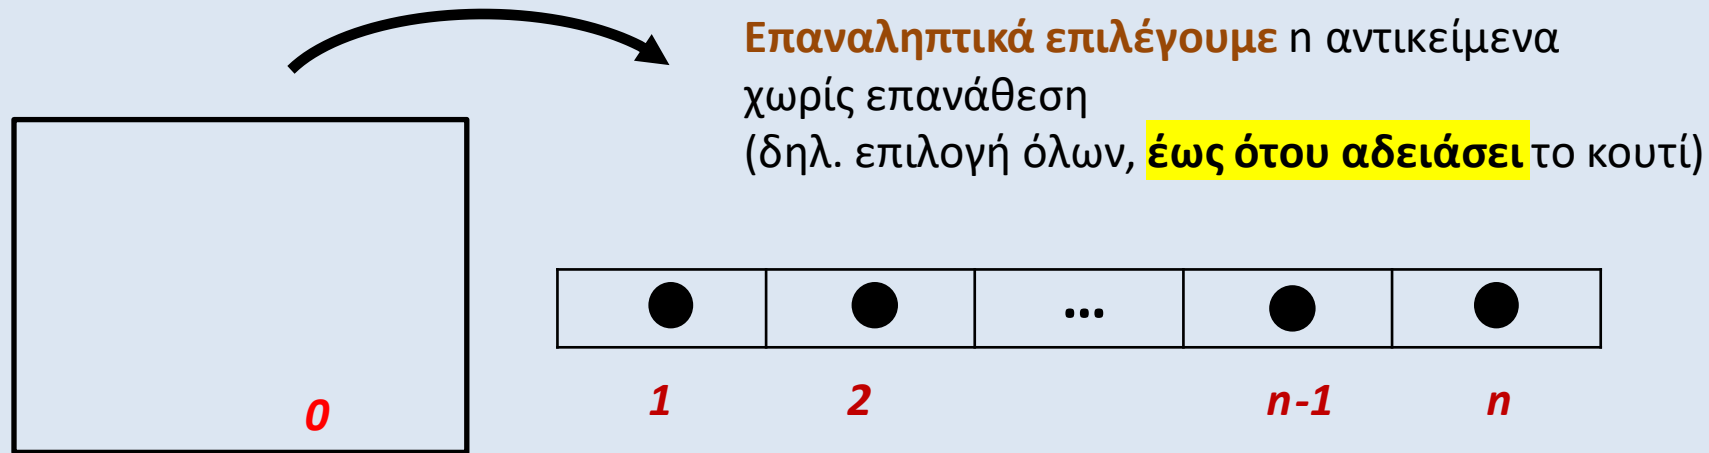 Επαναληπτικά επιλέγουμε n αντικείμενα
χωρίς επανάθεση
(δηλ. επιλογή όλων, έως ότου αδειάσει το κουτί)
...
0
1 2 n-1 n